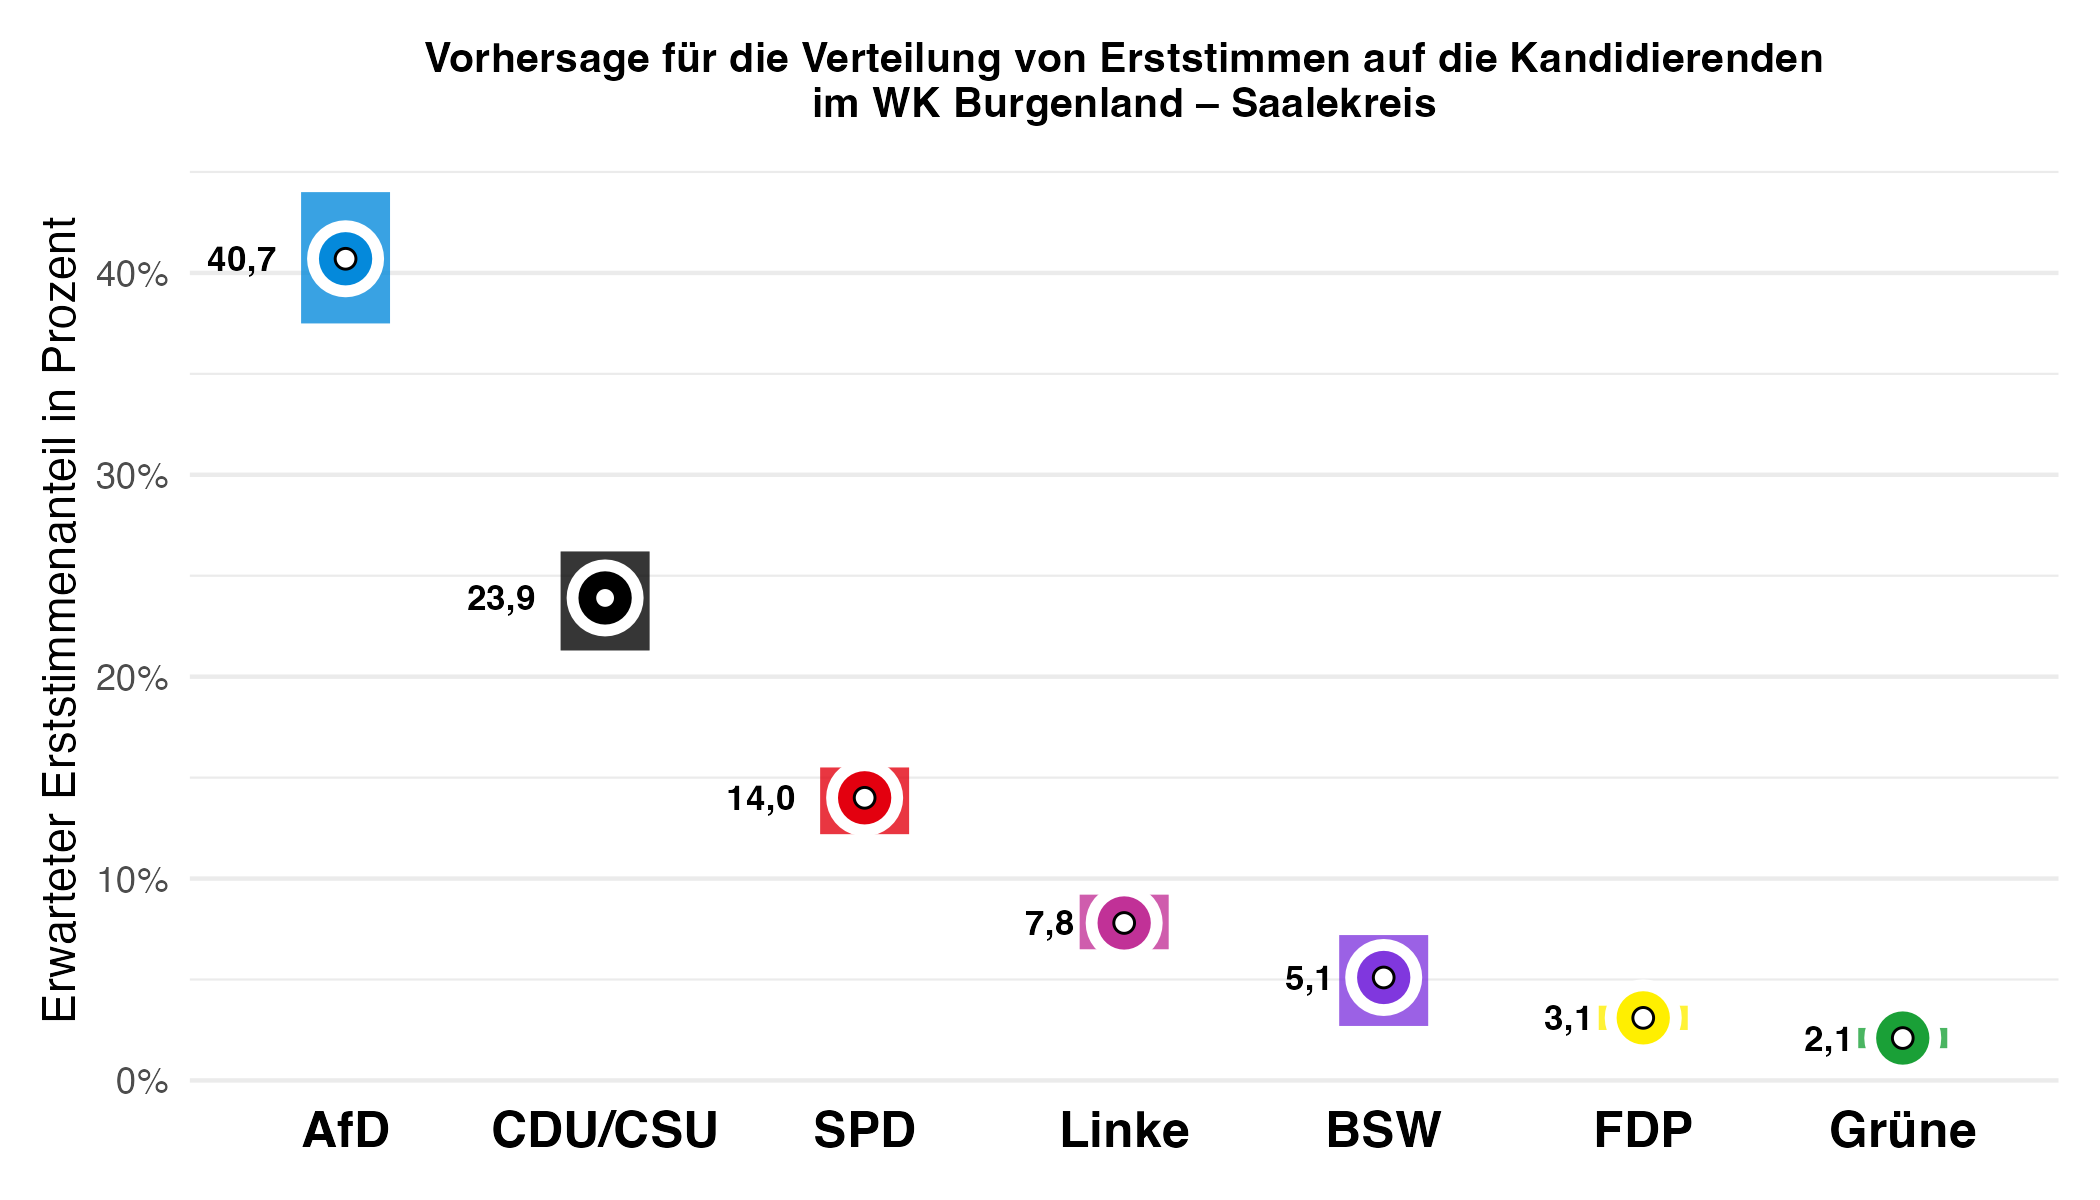 Vorhersage für die Verteilung von Erststimmen auf die Kandidierenden
im WK Burgenland – Saalekreis
Erwarteter Erststimmenanteil in Prozent
40%
30%
20%
10%
0%
40,7
23,9
14,0
7,8
5,1
3,1
2,1
AfD
CDU/CSU
SPD
Linke
BSW
FDP
Grüne